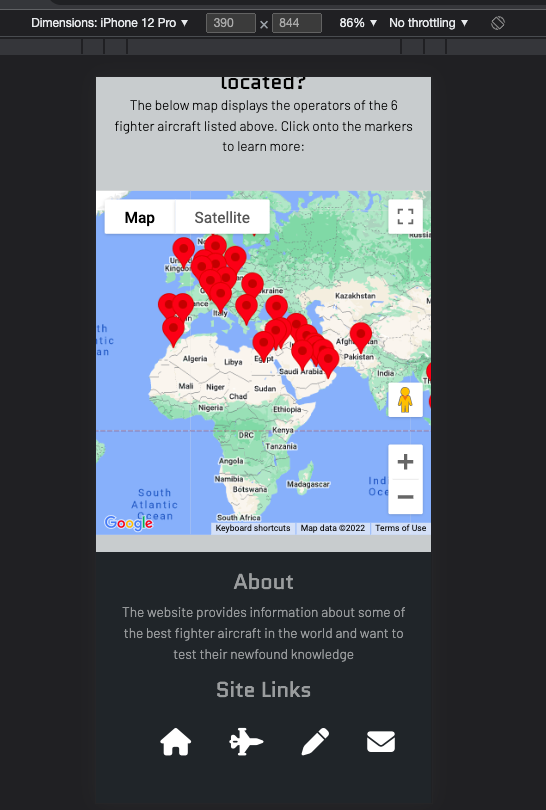 Dimensions: iPhone 12 Pro ▼ 390 × 844 86% ▼ No throttling ▼
located?
The below map displays the operators of the 6
fighter aircraft listed above. Click onto the markers
to learn more:
Map Satellite
Russia
Kingdom
Ukraine
Kazakhstan
Italy
Pakistan
Algeria Libya Egypt
Saudi Arabia
India
Mali Niger Sudan
Chad
Nigeria Ethiopia
DRC Kenya
Tanzania
Angola
Namibia
Botswana Madagascar
South
Atlantic
Ocean
South Africa
Google
Keyboard shortcuts Map data ©2022 Terms of Use
About
The website provides information about some of
the best fighter aircraft in the world and want to
test their newfound knowledge
Site Links